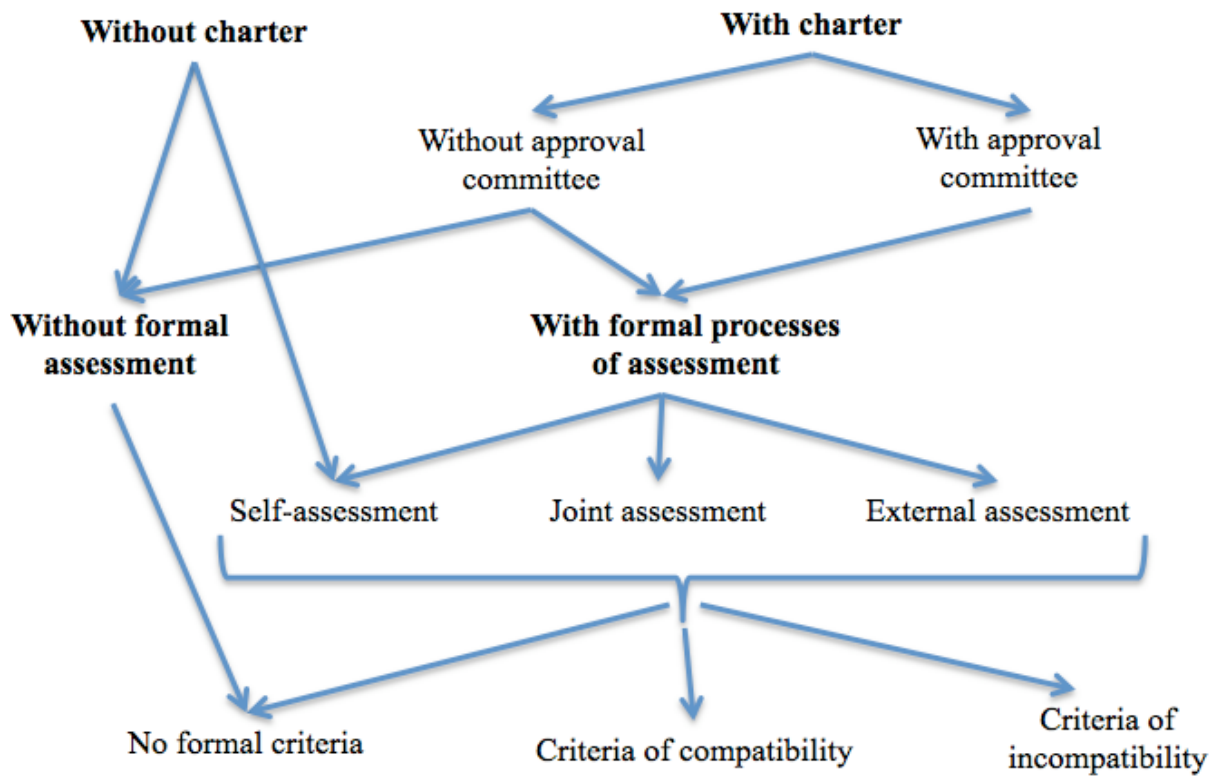 Without charter
With charter
Without approval
committee
With approval
committee
Without formal
assessment
With formal processes
of assessment
Self-assessment
Joint assessment
External assessment
No formal criteria
Criteria of compatibility
Criteria of
incompatibility